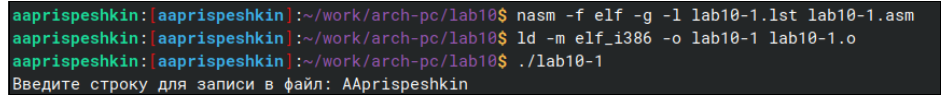 aaprispeshkin:[aaprispeshkin]:~/work/arch-pc/lab10$ nasm -f elf -g -l lab10-1.lst lab10-1.asm
aaprispeshkin:[aaprispeshkin]:~/work/arch-pc/lab10$ ld -m elf_i386 -o lab10-1 lab10-1.o
aaprispeshkin:[aaprispeshkin]:~/work/arch-pc/lab10$ ./lab10-1
Введите строку для записи в файл: AAprispeshkin